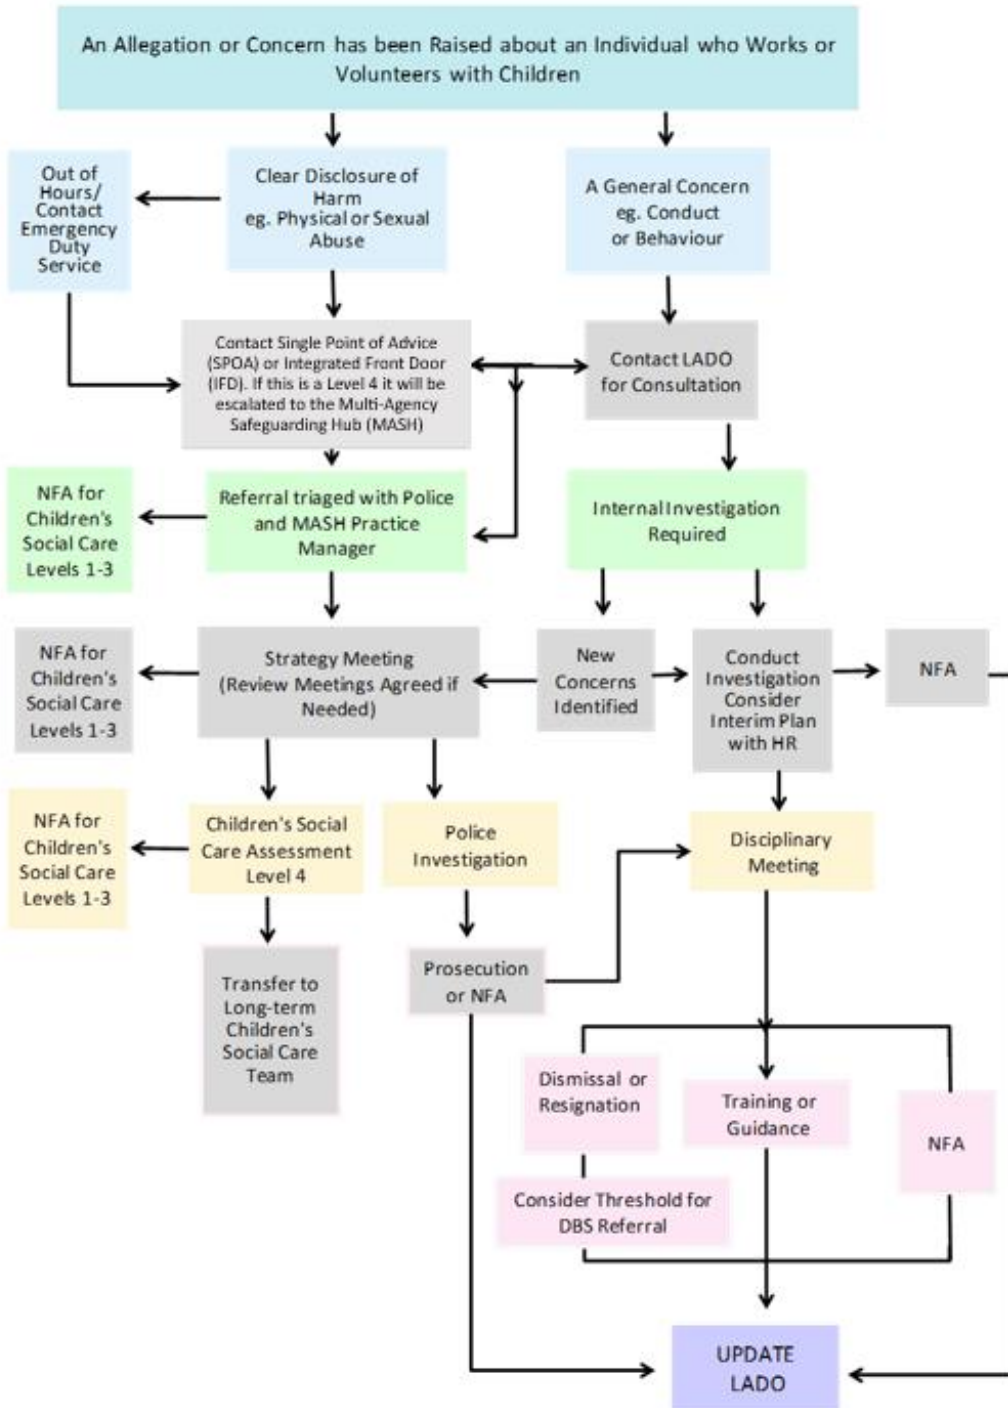 An Allegation or Concern has been Raised about an Individual who Works or
Volunteers with Children
Out of
Hours/
Contact
Emergency
Duty
Service
Clear Disclosure of
Harm
eg. Physical or Sexual
Abuse
A General Concern
eg. Conduct
or Behaviour
Contact Single Point of Advice
(SPOA) or Integrated Front Door
(IFD). If this is a Level 4 it will be
escalated to the Multi-Agency
Safeguarding Hub (MASH)
Contact LADO
for Consultation
NFA for
Children's
Social Care
Levels 1-3
Referral triaged with Police
and MASH Practice
Manager
Internal Investigation
Required
NFA for
Children's
Social Care
Levels 1-3
Strategy Meeting
(Review Meetings Agreed if
Needed)
New
Concerns
Identified
Conduct
Investigation
Consider
Interim Plan
with HR
NFA
NFA for
Children's
Social Care
Levels 1-3
Children's Social
Care Assessment
Level 4
Police
Investigation
Disciplinary
Meeting
Transfer to
Long-term
Children's
Social Care
Team
Prosecution
or NFA
Dismissal or
Resignation
Training or
Guidance
NFA
Consider Threshold for
DBS Referral
UPDATE
LADO